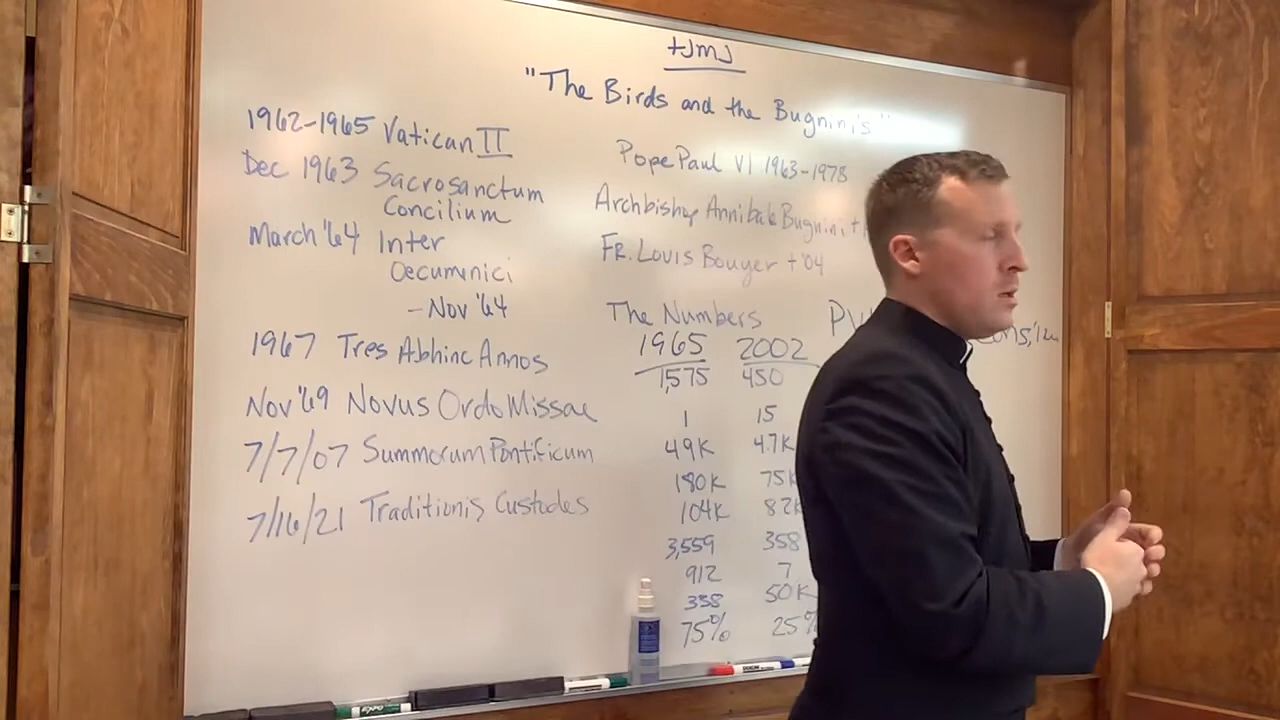 +JMJ
"The Birds and the Bugnini's"
1962-1965 Vatican II
Dec 1963 Sacrosanctum
Concilium
March '64 Inter
Oecumenici
- Nov '64
1967 Tres Abhinc Annos
Nov '69 Novus Ordo Missae
7/7/07 Summorum Pontificum
7/16/21 Traditionis Custodes
Pope Paul VI 1963-1978
Archbishop Annibale Bugnini +
Fr. Louis Bouyer + '04
The Numbers
1965 2002
1,575 450
1 15
49K 4.7K
180K 75K
104K 82K
3,559 358
912 7
338 50K
75% 25%
EXPO